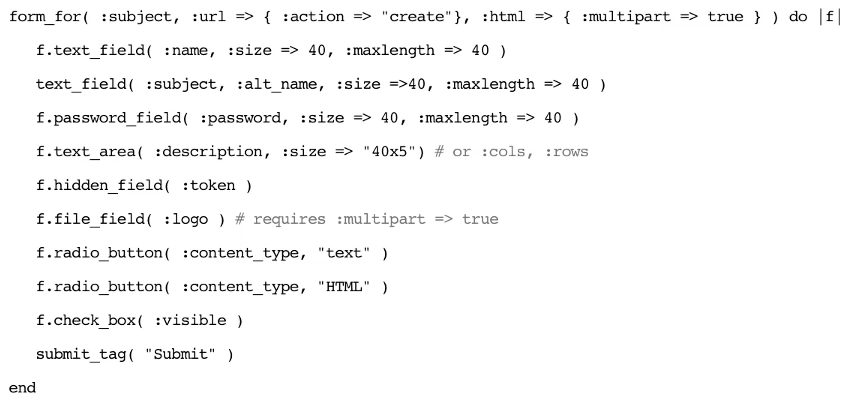 form_for( :subject, :url => { :action => "create"}, :html => { :multipart => true } ) do |f|
f.text_field( :name, :size => 40, :maxlength => 40 )
text_field( :subject, :alt_name, :size =>40, :maxlength => 40 )
f.password_field( :password, :size => 40, :maxlength => 40 )
f.text_area( :description, :size => "40x5") # or :cols, :rows
f.hidden_field( :token )
f.file_field( :logo ) # requires :multipart => true
f.radio_button( :content_type, "text" )
f.radio_button( :content_type, "HTML" )
f.check_box( :visible )
submit_tag( "Submit" )
end